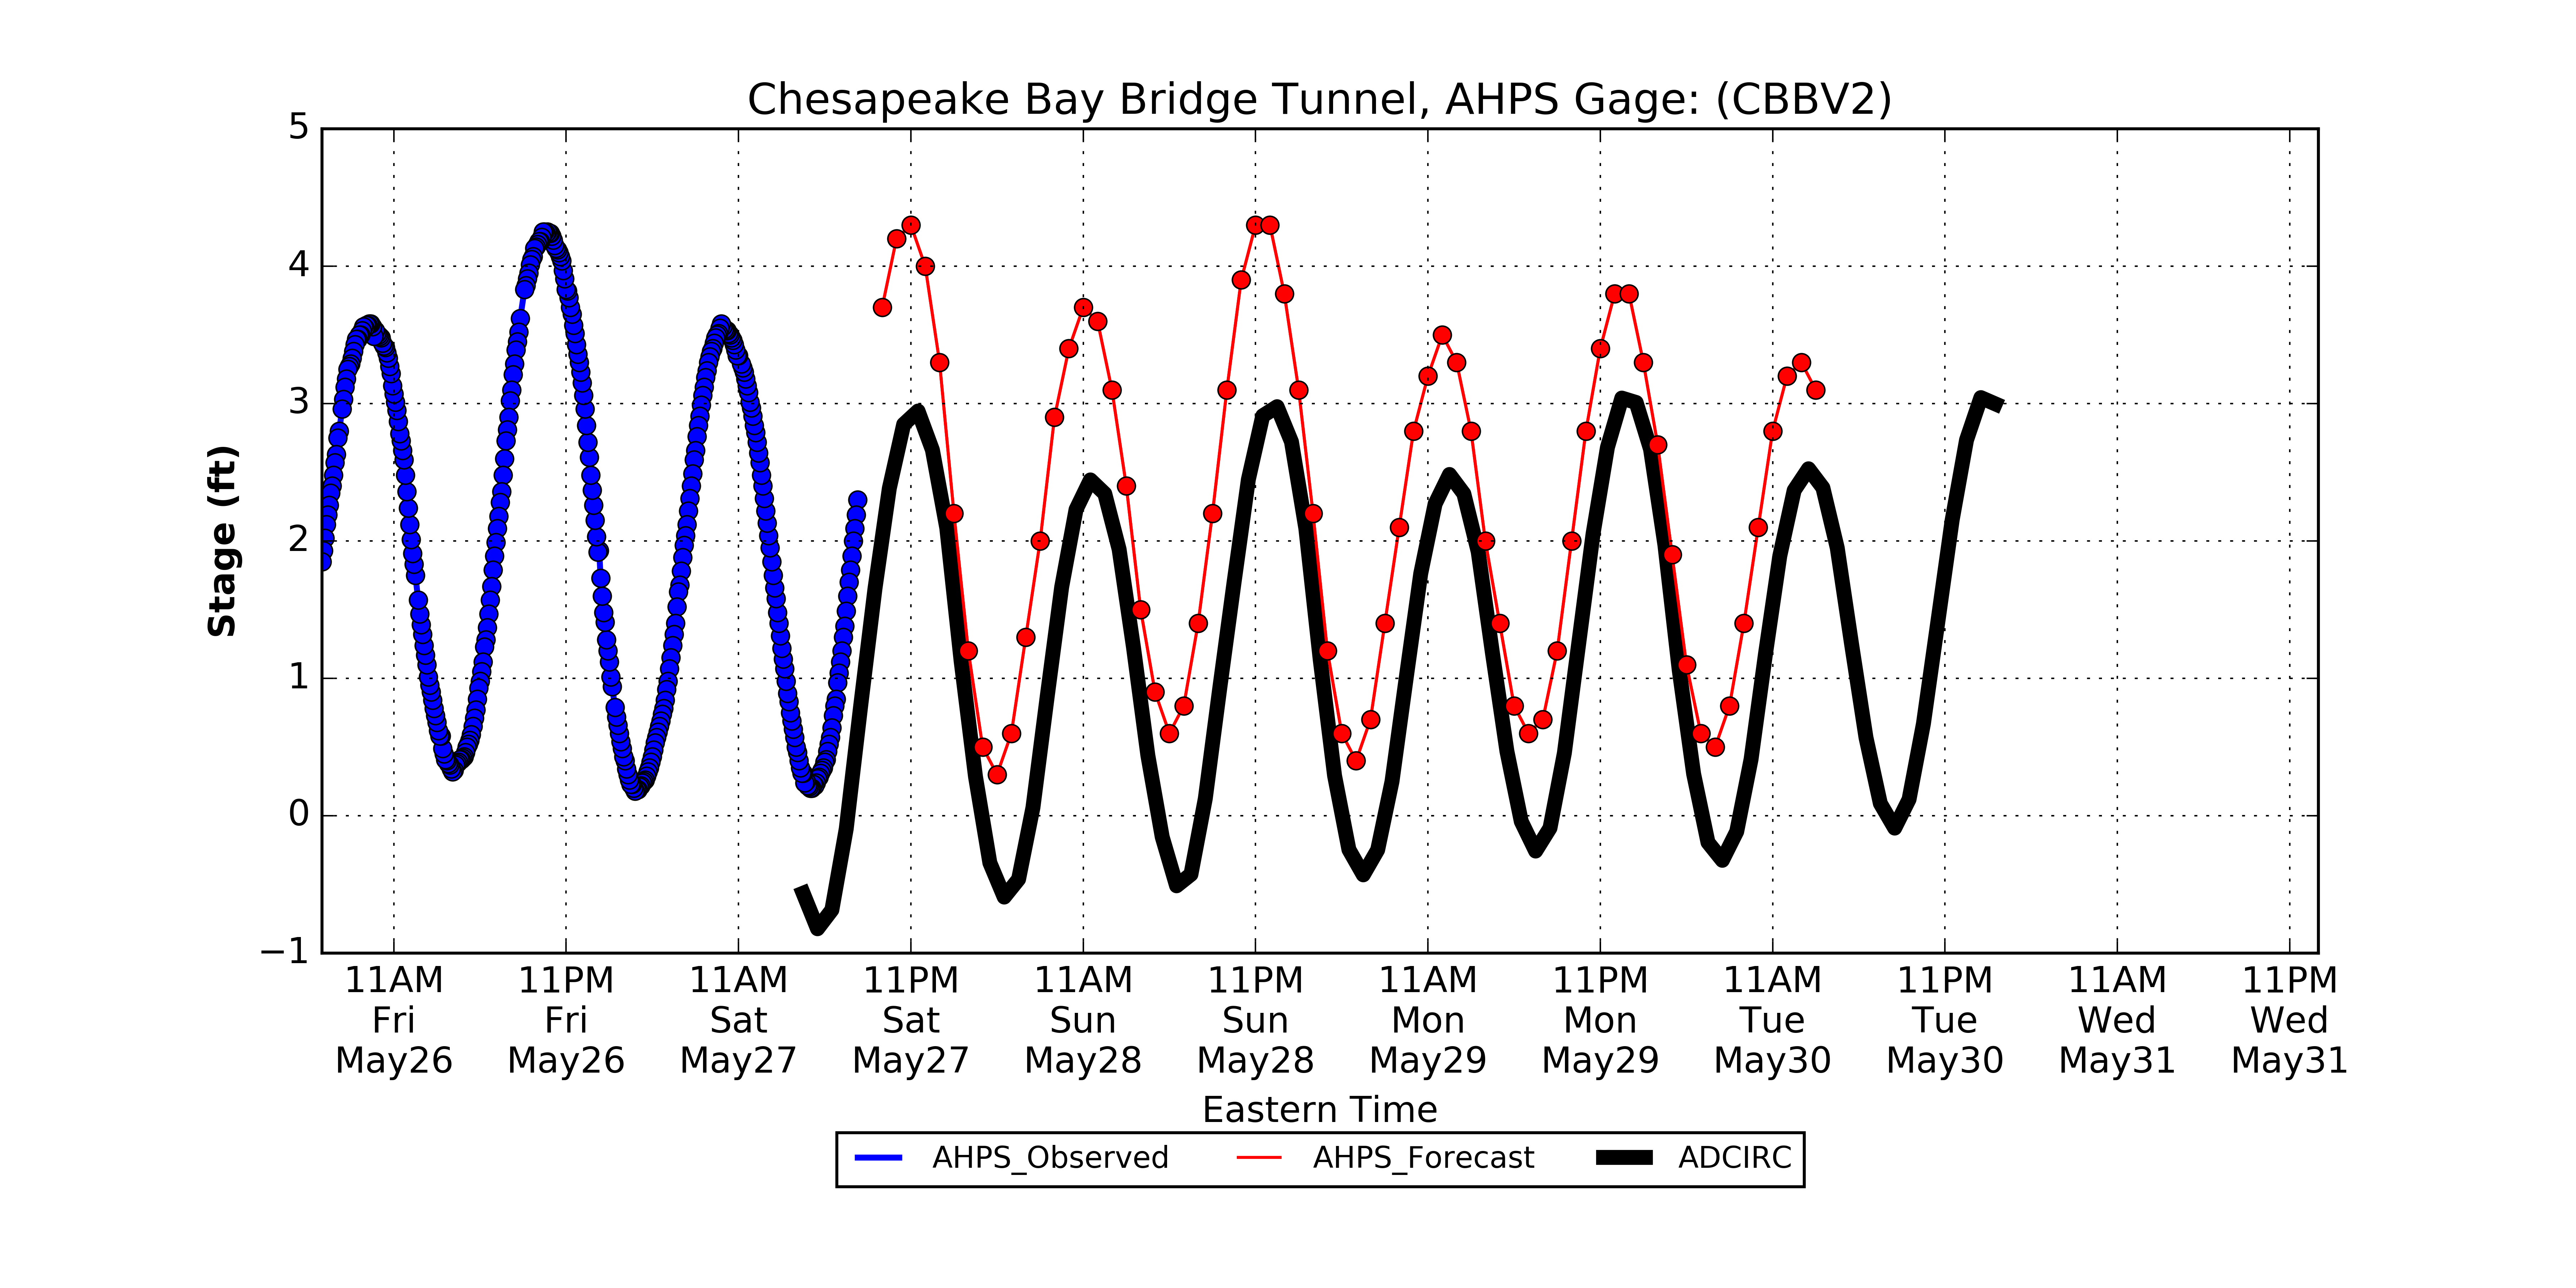 Chesapeake Bay Bridge Tunnel, AHPS Gage: (CBBV2)
5
4
3
2
1
0
−1
Stage (ft)
11AM 11PM 11AM 11PM 11AM 11PM 11AM 11PM 11AM 11PM 11AM 11PM
Fri Fri Sat Sat Sun Sun Mon Mon Tue Tue Wed Wed
May26 May26 May27 May27 May28 May28 May29 May29 May30 May30 May31 May31
Eastern Time
AHPS_Observed AHPS_Forecast ADCIRC